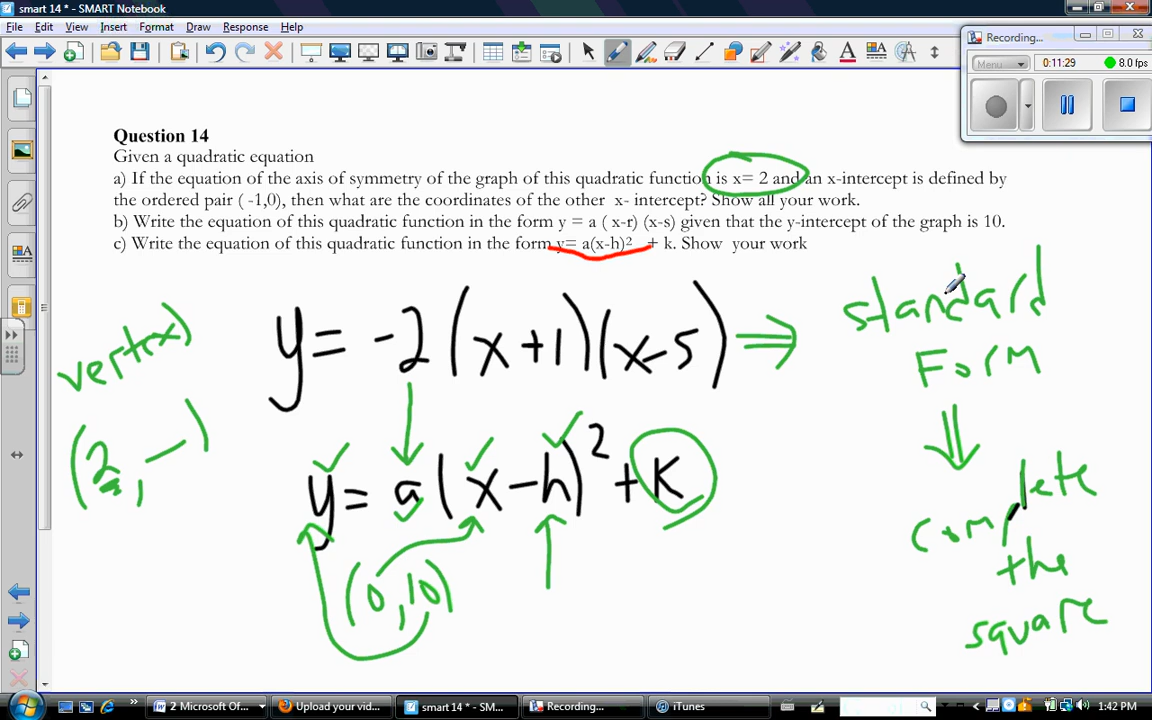 smart 14 * - SMART Notebook
File Edit View Insert Format Draw Response Help
Recording...
Menu
0:11:29
8.0 fps
Question 14
Given a quadratic equation
a) If the equation of the axis of symmetry of the graph of this quadratic function is x= 2 and an x-intercept is defined by
the ordered pair ( -1,0), then what are the coordinates of the other x- intercept? Show all your work.
b) Write the equation of this quadratic function in the form y = a ( x-r) (x-s) given that the y-intercept of the graph is 10.
c) Write the equation of this quadratic function in the form y= a(x-h)² + k. Show your work
y = -2(x+1)(x-5) ⇒
standard
Form
vertex
(2, —)
y = a(x-h)² + K
(0,10)
complete
the
square
2 Microsoft Of...
Upload your vid...
smart 14 * - SM...
Recording...
iTunes
1:42 PM